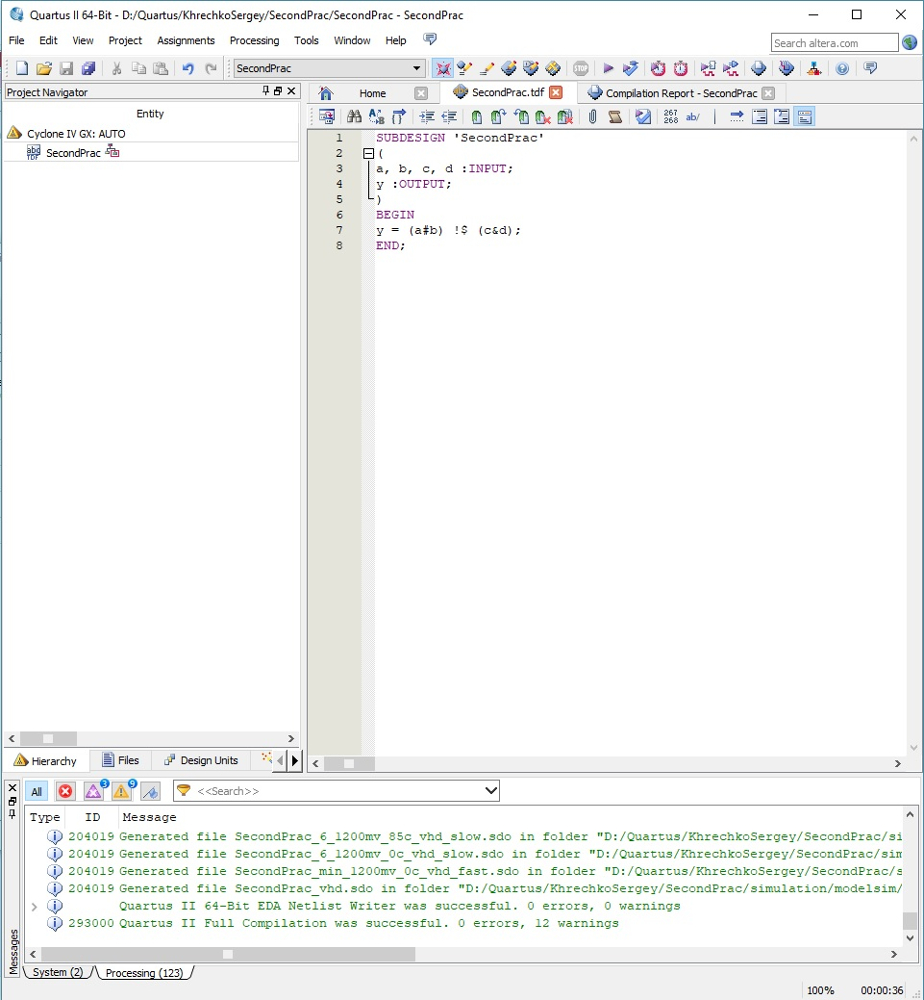 Quartus II 64-Bit - D:/Quartus/KhrechkoSergey/SecondPrac/SecondPrac - SecondPrac
File Edit View Project Assignments Processing Tools Window Help
Search altera.com
SecondPrac
Project Navigator
Entity
Cyclone IV GX: AUTO
abc TDF SecondPrac
Hierarchy Files Design Units
Home SecondPrac.tdf Compilation Report - SecondPrac
267 268 ab/
1 SUBDESIGN 'SecondPrac'
2 (
3 a, b, c, d :INPUT;
4 y :OUTPUT;
5 )
6 BEGIN
7 y = (a#b) !$ (c&d);
8 END;
All 3 9 <<Search>>
Type ID Message
204019 Generated file SecondPrac_6_1200mv_85c_vhd_slow.sdo in folder "D:/Quartus/KhrechkoSergey/SecondPrac/si
204019 Generated file SecondPrac_6_1200mv_0c_vhd_slow.sdo in folder "D:/Quartus/KhrechkoSergey/SecondPrac/sim
204019 Generated file SecondPrac_min_1200mv_0c_vhd_fast.sdo in folder "D:/Quartus/KhrechkoSergey/SecondPrac/s
204019 Generated file SecondPrac_vhd.sdo in folder "D:/Quartus/KhrechkoSergey/SecondPrac/simulation/modelsim/
Quartus II 64-Bit EDA Netlist Writer was successful. 0 errors, 0 warnings
293000 Quartus II Full Compilation was successful. 0 errors, 12 warnings
Messages
System (2) Processing (123)
100% 00:00:36